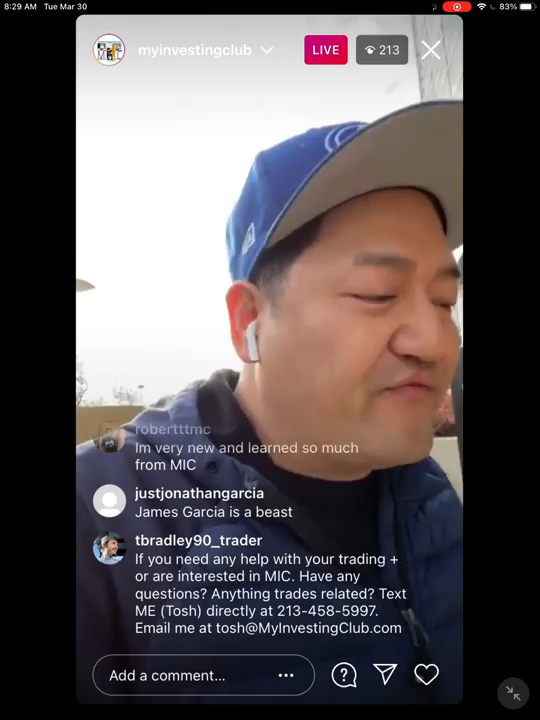 8:29 AM Tue Mar 30
83%
myinvestingclub
LIVE
213
robertttmc
Im very new and learned so much
from MIC
justjonathangarcia
James Garcia is a beast
tbradley90_trader
If you need any help with your trading +
or are interested in MIC. Have any
questions? Anything trades related? Text
ME (Tosh) directly at 213-458-5997.
Email me at tosh@MyInvestingClub.com
Add a comment...